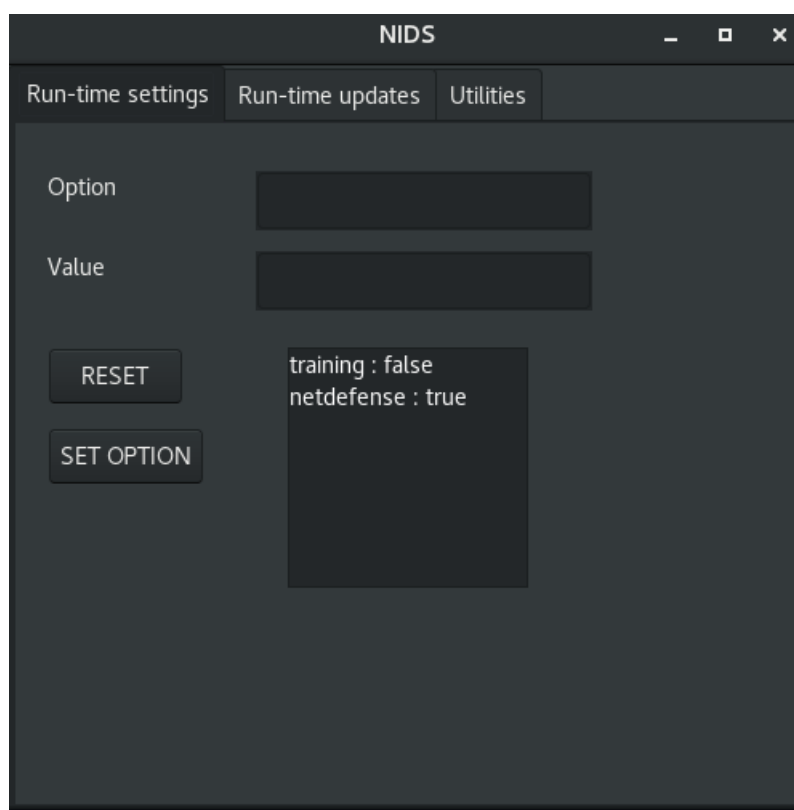 NIDS
Run-time settings Run-time updates Utilities
Option
Value
RESET
SET OPTION
training : false
netdefense : true